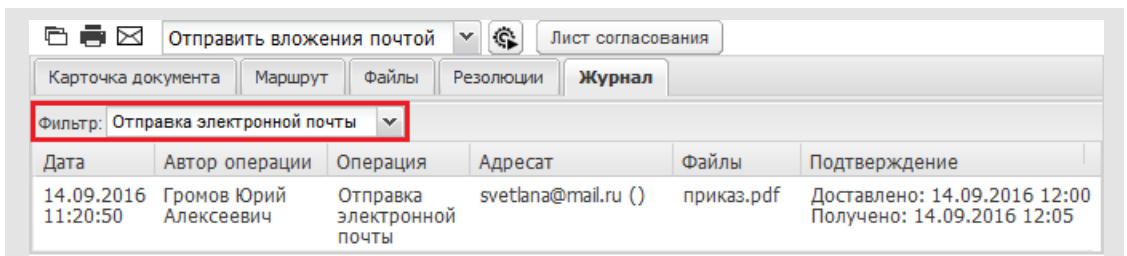 Отправить вложения почтой Лист согласования
Карточка документа Маршрут Файлы Резолюции Журнал
Фильтр: Отправка электронной почты
Дата Автор операции Операция Адресат Файлы Подтверждение
14.09.2016 Громов Юрий Отправка svetlana@mail.ru () приказ.pdf Доставлено: 14.09.2016 12:00
11:20:50 Алексеевич электронной Получено: 14.09.2016 12:05
почты